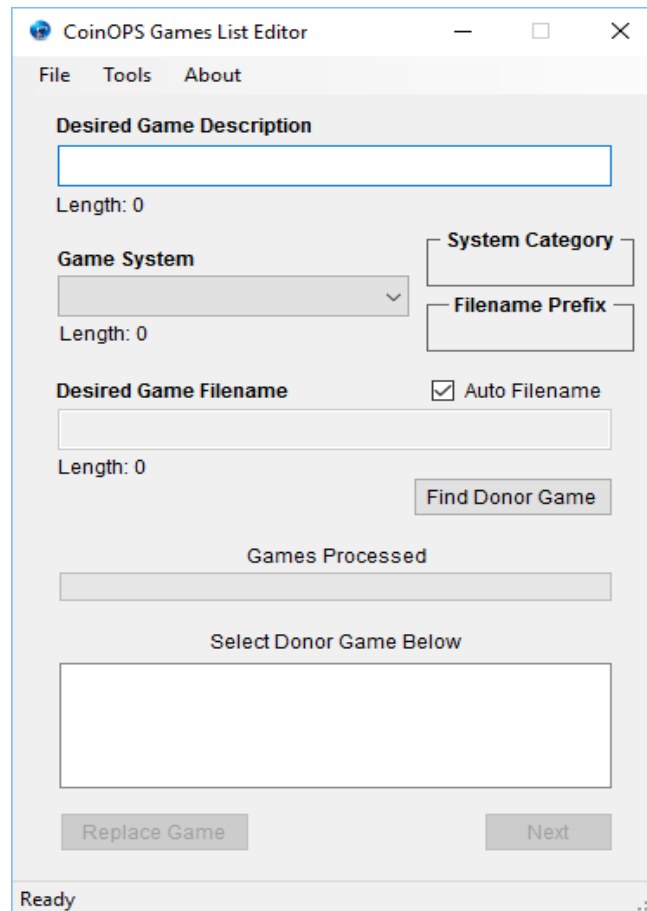 CoinOPS Games List Editor
File Tools About
Desired Game Description
Length: 0
System Category
Game System
Filename Prefix
Length: 0
Desired Game Filename
Auto Filename
Length: 0
Find Donor Game
Games Processed
Select Donor Game Below
Replace Game
Next
Ready